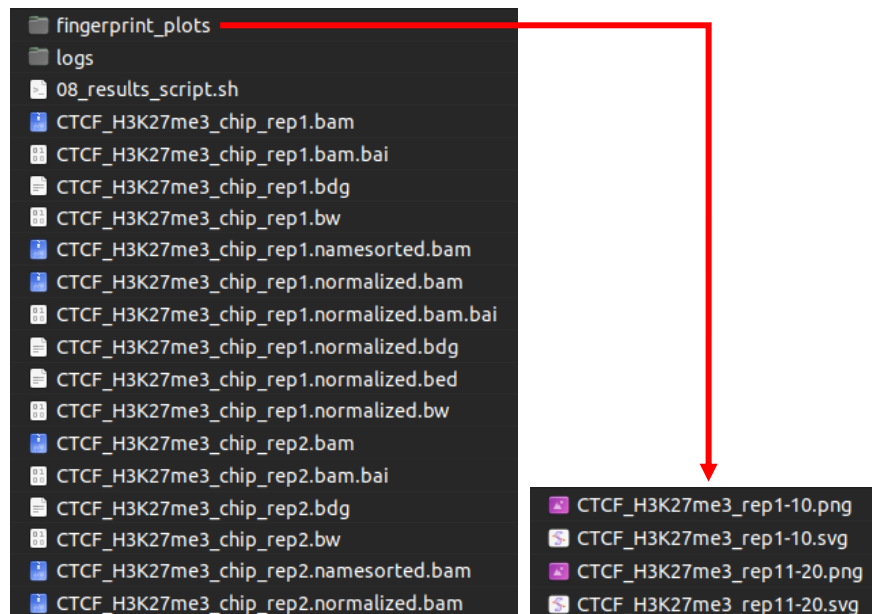 fingerprint_plots
logs
08_results_script.sh
CTCF_H3K27me3_chip_rep1.bam
CTCF_H3K27me3_chip_rep1.bam.bai
CTCF_H3K27me3_chip_rep1.bdg
CTCF_H3K27me3_chip_rep1.bw
CTCF_H3K27me3_chip_rep1.namesorted.bam
CTCF_H3K27me3_chip_rep1.normalized.bam
CTCF_H3K27me3_chip_rep1.normalized.bam.bai
CTCF_H3K27me3_chip_rep1.normalized.bdg
CTCF_H3K27me3_chip_rep1.normalized.bed
CTCF_H3K27me3_chip_rep1.normalized.bw
CTCF_H3K27me3_chip_rep2.bam
CTCF_H3K27me3_chip_rep2.bam.bai
CTCF_H3K27me3_chip_rep2.bdg
CTCF_H3K27me3_chip_rep2.bw
CTCF_H3K27me3_chip_rep2.namesorted.bam
CTCF_H3K27me3_chip_rep2.normalized.bam
CTCF_H3K27me3_rep1-10.png
CTCF_H3K27me3_rep1-10.svg
CTCF_H3K27me3_rep11-20.png
CTCF_H3K27me3_rep11-20.svg